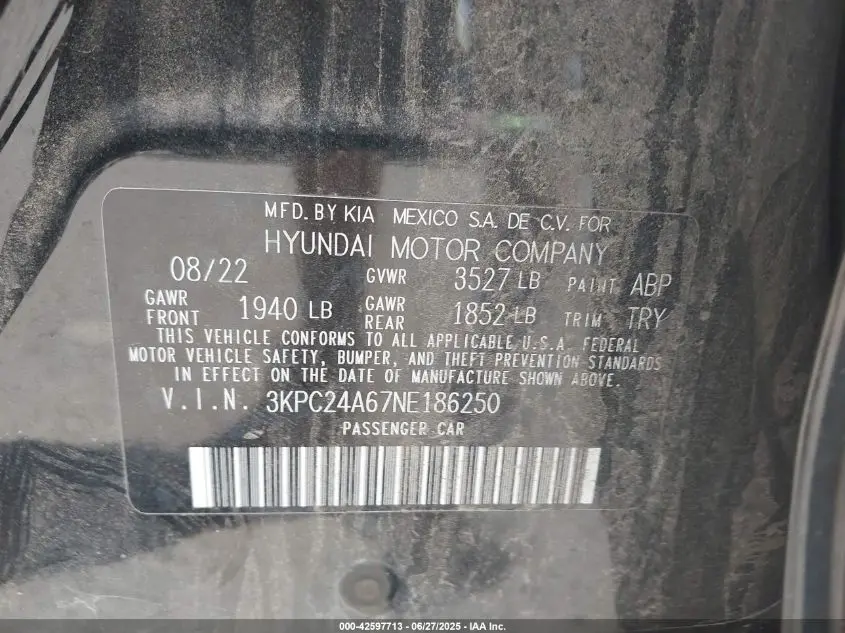 MFD. BY KIA MEXICO S.A. DE C.V. FOR
HYUNDAI MOTOR COMPANY
08/22 GVWR 3527 LB PAINT ABP
GAWR FRONT 1940 LB GAWR REAR 1852 LB TRIM TRY
THIS VEHICLE CONFORMS TO ALL APPLICABLE U.S.A. FEDERAL
MOTOR VEHICLE SAFETY, BUMPER, AND THEFT PREVENTION STANDARDS
IN EFFECT ON THE DATE OF MANUFACTURE SHOWN ABOVE.
V.I.N. 3KPC24A67NE186250
PASSENGER CAR
000-42597713 - 06/27/2025 - IAA Inc.